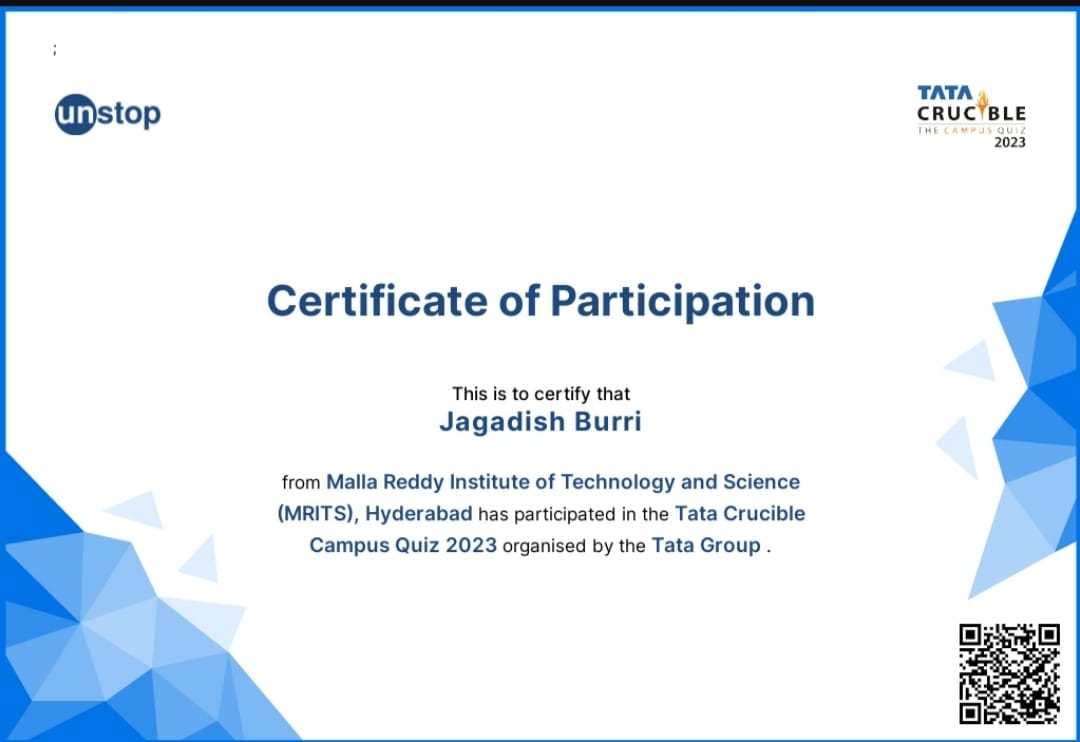 ;
unstop
TATA
CRUCIBLE
THE CAMPUS QUIZ
2023
Certificate of Participation
This is to certify that
Jagadish Burri
from Malla Reddy Institute of Technology and Science
(MRITS), Hyderabad has participated in the Tata Crucible
Campus Quiz 2023 organised by the Tata Group .